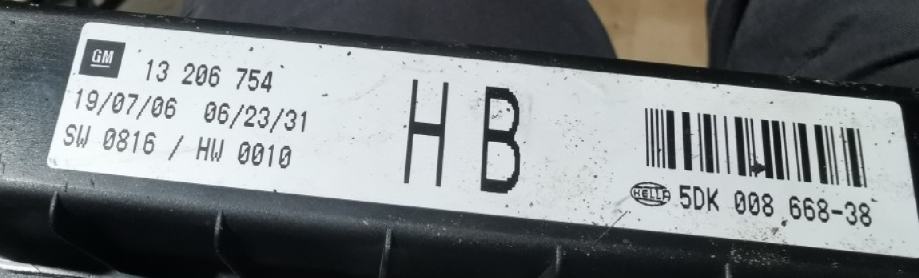 GM
13 206 754
19/07/06 06/23/31
SW 0816 / HW 0010
HB
HELLA
5DK 008 668-38